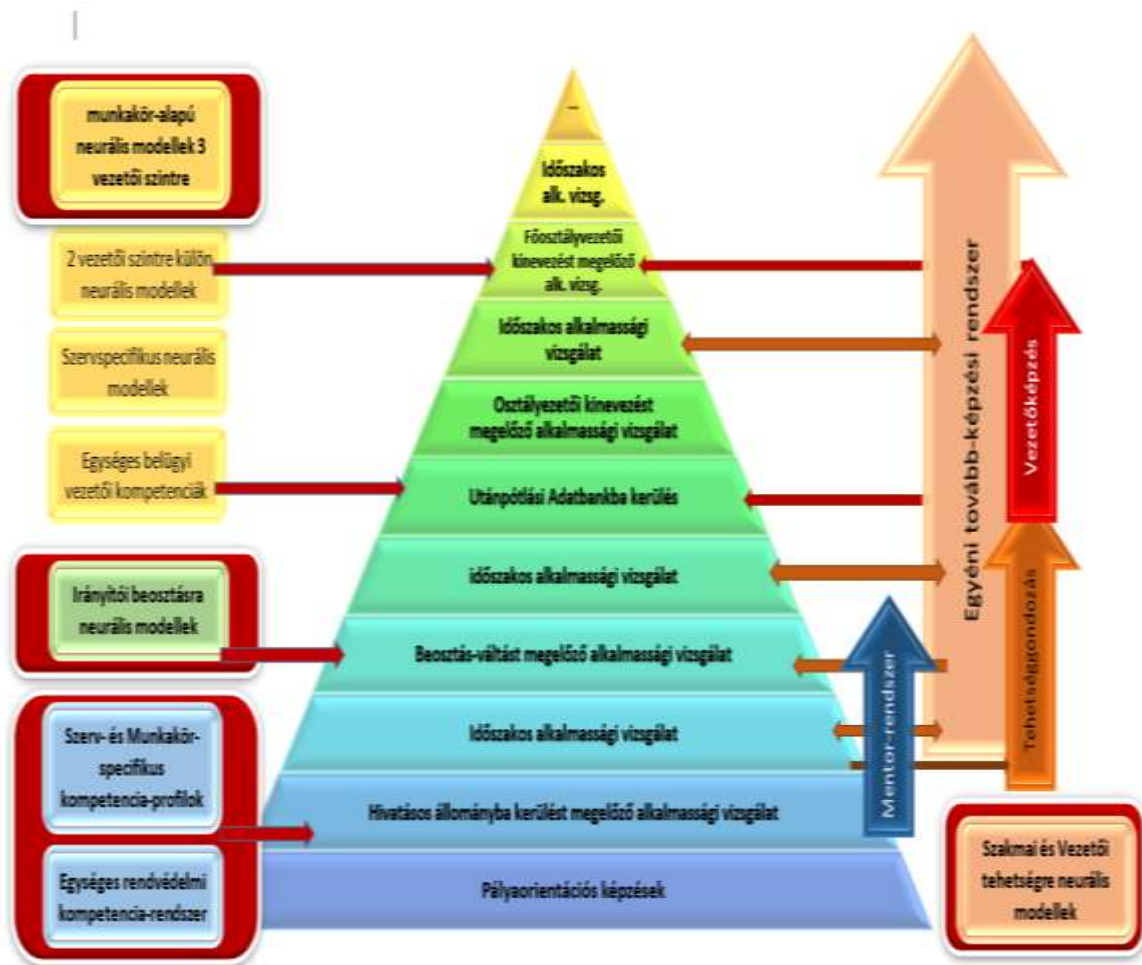 munkakör-alapú
neurális modellek 3
vezetői szintre
2 vezetői szintre külön
neurális modellek
Szervspecifikus neurális
modellek
Egységes belügyi
vezetői kompetenciák
Irányítói beosztásra
neurális modellek
Szerv- és Munkakör-
specifikus
kompetencia-profilok
Egységes rendvédelmi
kompetencia-rendszer
...
Időszakos
alk. vizsg.
Főosztályvezetői
kinevezést megelőző
alk. vizsg.
Időszakos alkalmassági
vizsgálat
Osztályezetői kinevezést
megelőző alkalmassági vizsgálat
Utánpótlási Adatbankba kerülés
időszakos alkalmassági vizsgálat
Beosztás-váltást megelőző alkalmassági vizsgálat
Időszakos alkalmassági vizsgálat
Hivatásos állományba kerülést megelőző alkalmassági vizsgálat
Pályaorientációs képzések
Mentor-rendszer
Egyéni tovább-képzési rendszer
Vezetőképzés
Tehetséggondozás
Szakmai és Vezetői
tehetségre neurális
modellek